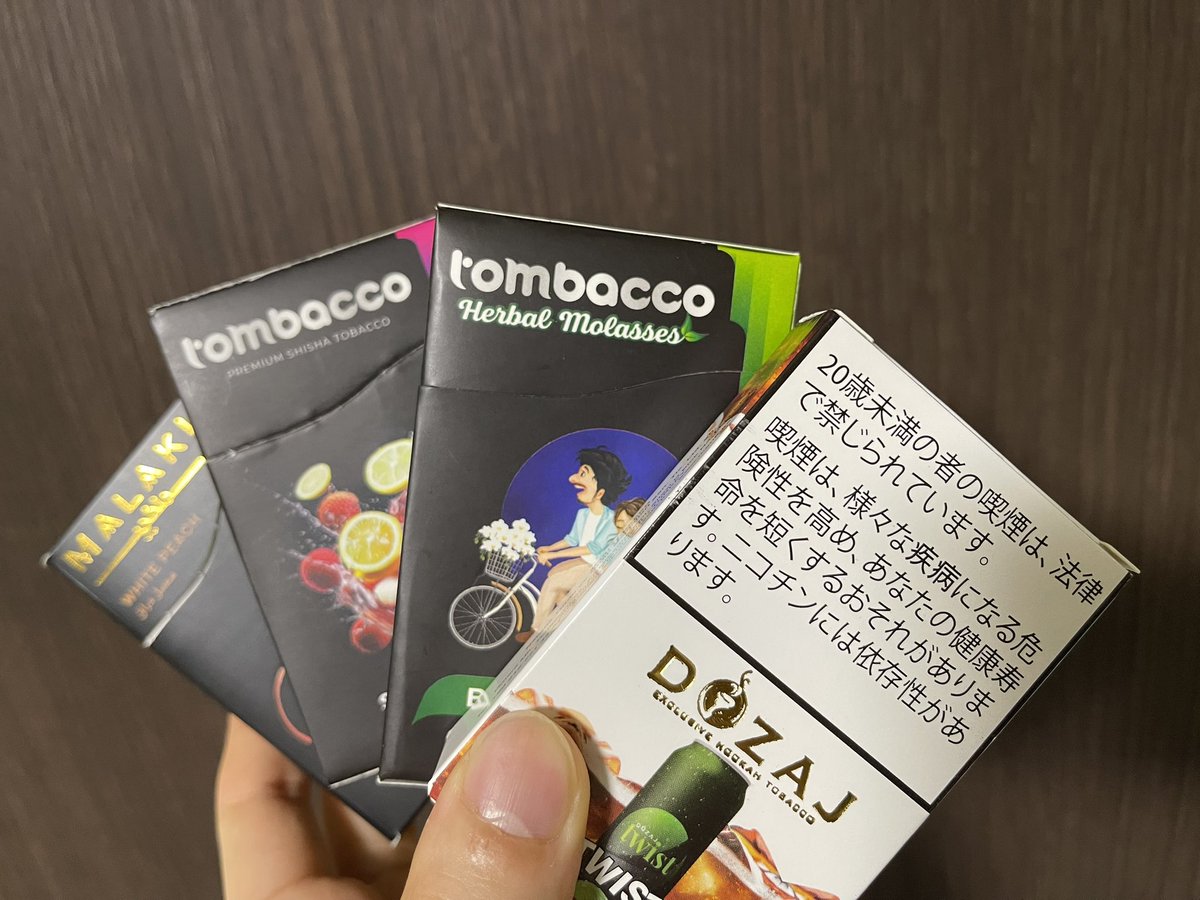 MALAKI
WHITE PEACH
tombacco
PREMIUM SHISHA TOBACCO
tombacco
Herbal Molasses
B
20歳未満の者の喫煙は、法律
で禁じられています。
喫煙は、様々な疾病になる危
険性を高め、あなたの健康寿
命を短くするおそれがありま
す。ニコチンには依存性があ
ります。
DOZAJ
EXCLUSIVE HOOKAH TOBACCO
DOZAJ
twist
TWIST